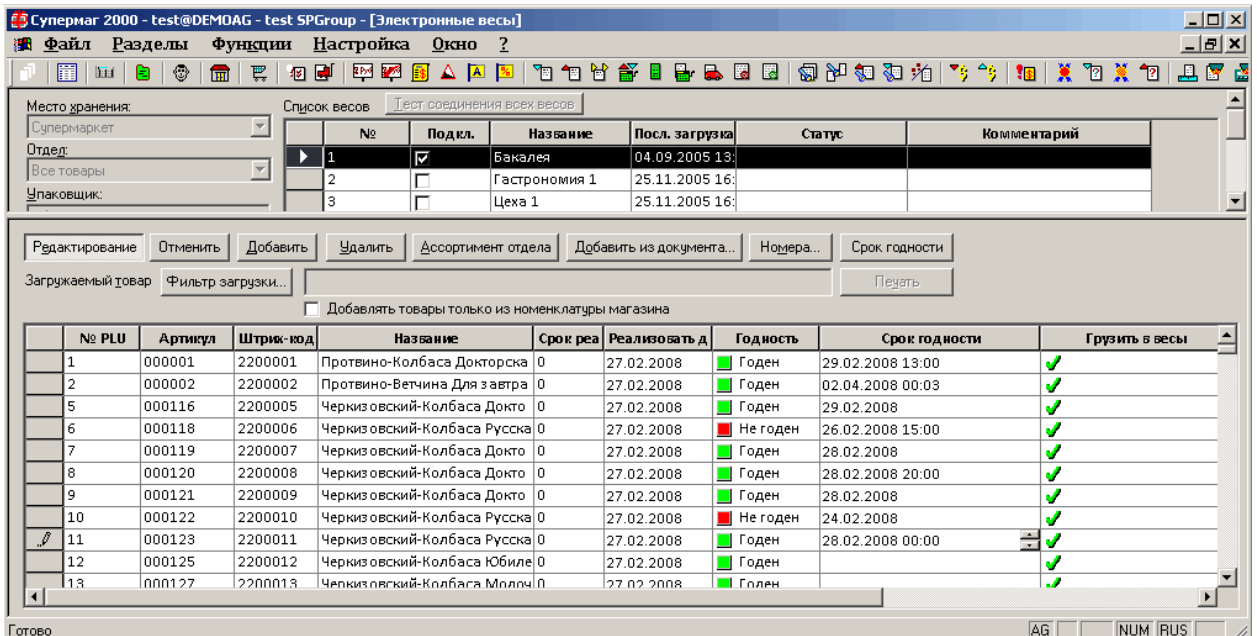 Супермаг 2000 - test@DEMOAG - test SPGroup - [Электронные весы]
Файл Разделы Функции Настройка Окно ?
Место хранения:
Супермаркет
Отдел:
Все товары
Упаковщик:
Список весов Тест соединения всех весов
№ Подкл. Название Посл. загрузка Статус Комментарий
1 Бакалея 04.09.2005 13:
2 Гастрономия 1 25.11.2005 16:
3 Цеха 1 25.11.2005 16:
Редактирование Отменить Добавить Удалить Ассортимент отдела Добавить из документа... Номера... Срок годности
Загружаемый товар Фильтр загрузки... Печать
Добавлять товары только из номенклатуры магазина
№ PLU Артикул Штрих-код Название Срок реа Реализовать д Годность Срок годности Грузить в весы
1 000001 2200001 Протвино-Колбаса Докторска 0 27.02.2008 Годен 29.02.2008 13:00
2 000002 2200002 Протвино-Ветчина Для завтра 0 27.02.2008 Годен 02.04.2008 00:03
5 000116 2200005 Черкизовский-Колбаса Докто 0 27.02.2008 Годен 29.02.2008
6 000118 2200006 Черкизовский-Колбаса Русска 0 27.02.2008 Не годен 26.02.2008 15:00
7 000119 2200007 Черкизовский-Колбаса Докто 0 27.02.2008 Годен 28.02.2008
8 000120 2200008 Черкизовский-Колбаса Докто 0 27.02.2008 Годен 28.02.2008 20:00
9 000121 2200009 Черкизовский-Колбаса Докто 0 27.02.2008 Годен 28.02.2008
10 000122 2200010 Черкизовский-Колбаса Русска 0 27.02.2008 Не годен 24.02.2008
11 000123 2200011 Черкизовский-Колбаса Русска 0 27.02.2008 Годен 28.02.2008 00:00
12 000125 2200012 Черкизовский-Колбаса Юбиле 0 27.02.2008 Годен
13 000127 2200013 Черкизовский-Колбаса Молоч 0 27.02.2008 Годен
Готово AG NUM RUS